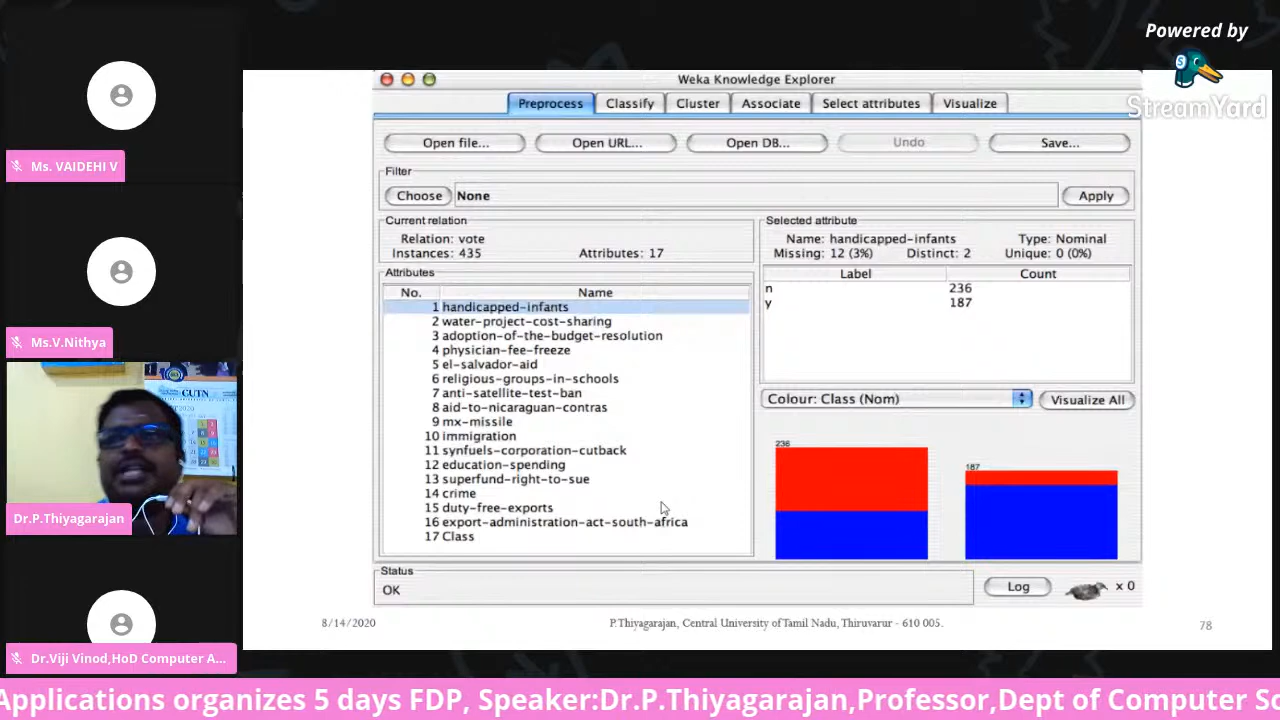 Powered by
StreamYard
Ms. VAIDEHI V
Ms.V.Nithya
CUTN
2020
Dr.P.Thiyagarajan
Dr.Viji Vinod,HoD Computer A...
Weka Knowledge Explorer
Preprocess Classify Cluster Associate Select attributes Visualize
Open file... Open URL... Open DB... Undo Save...
Filter
Choose None Apply
Current relation
Relation: vote
Instances: 435 Attributes: 17
Attributes
No. Name
1 handicapped-infants
2 water-project-cost-sharing
3 adoption-of-the-budget-resolution
4 physician-fee-freeze
5 el-salvador-aid
6 religious-groups-in-schools
7 anti-satellite-test-ban
8 aid-to-nicaraguan-contras
9 mx-missile
10 immigration
11 synfuels-corporation-cutback
12 education-spending
13 superfund-right-to-sue
14 crime
15 duty-free-exports
16 export-administration-act-south-africa
17 Class
Selected attribute
Name: handicapped-infants Type: Nominal
Missing: 12 (3%) Distinct: 2 Unique: 0 (0%)
Label Count
n 236
y 187
Colour: Class (Nom) Visualize All
236
187
Status
OK
Log x 0
8/14/2020 P.Thiyagarajan, Central University of Tamil Nadu, Thiruvarur - 610 005. 78
Applications organizes 5 days FDP, Speaker:Dr.P.Thiyagarajan,Professor,Dept of Computer Sc